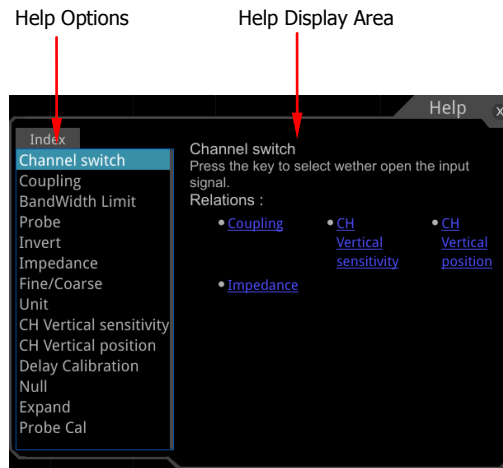 Help Options
Help Display Area
Help
x
Index
Channel switch
Coupling
BandWidth Limit
Probe
Invert
Impedance
Fine/Coarse
Unit
CH Vertical sensitivity
CH Vertical position
Delay Calibration
Null
Expand
Probe Cal
Channel switch
Press the key to select wether open the input
signal.
Relations :
• Coupling
• CH
Vertical
sensitivity
• CH
Vertical
position
• Impedance